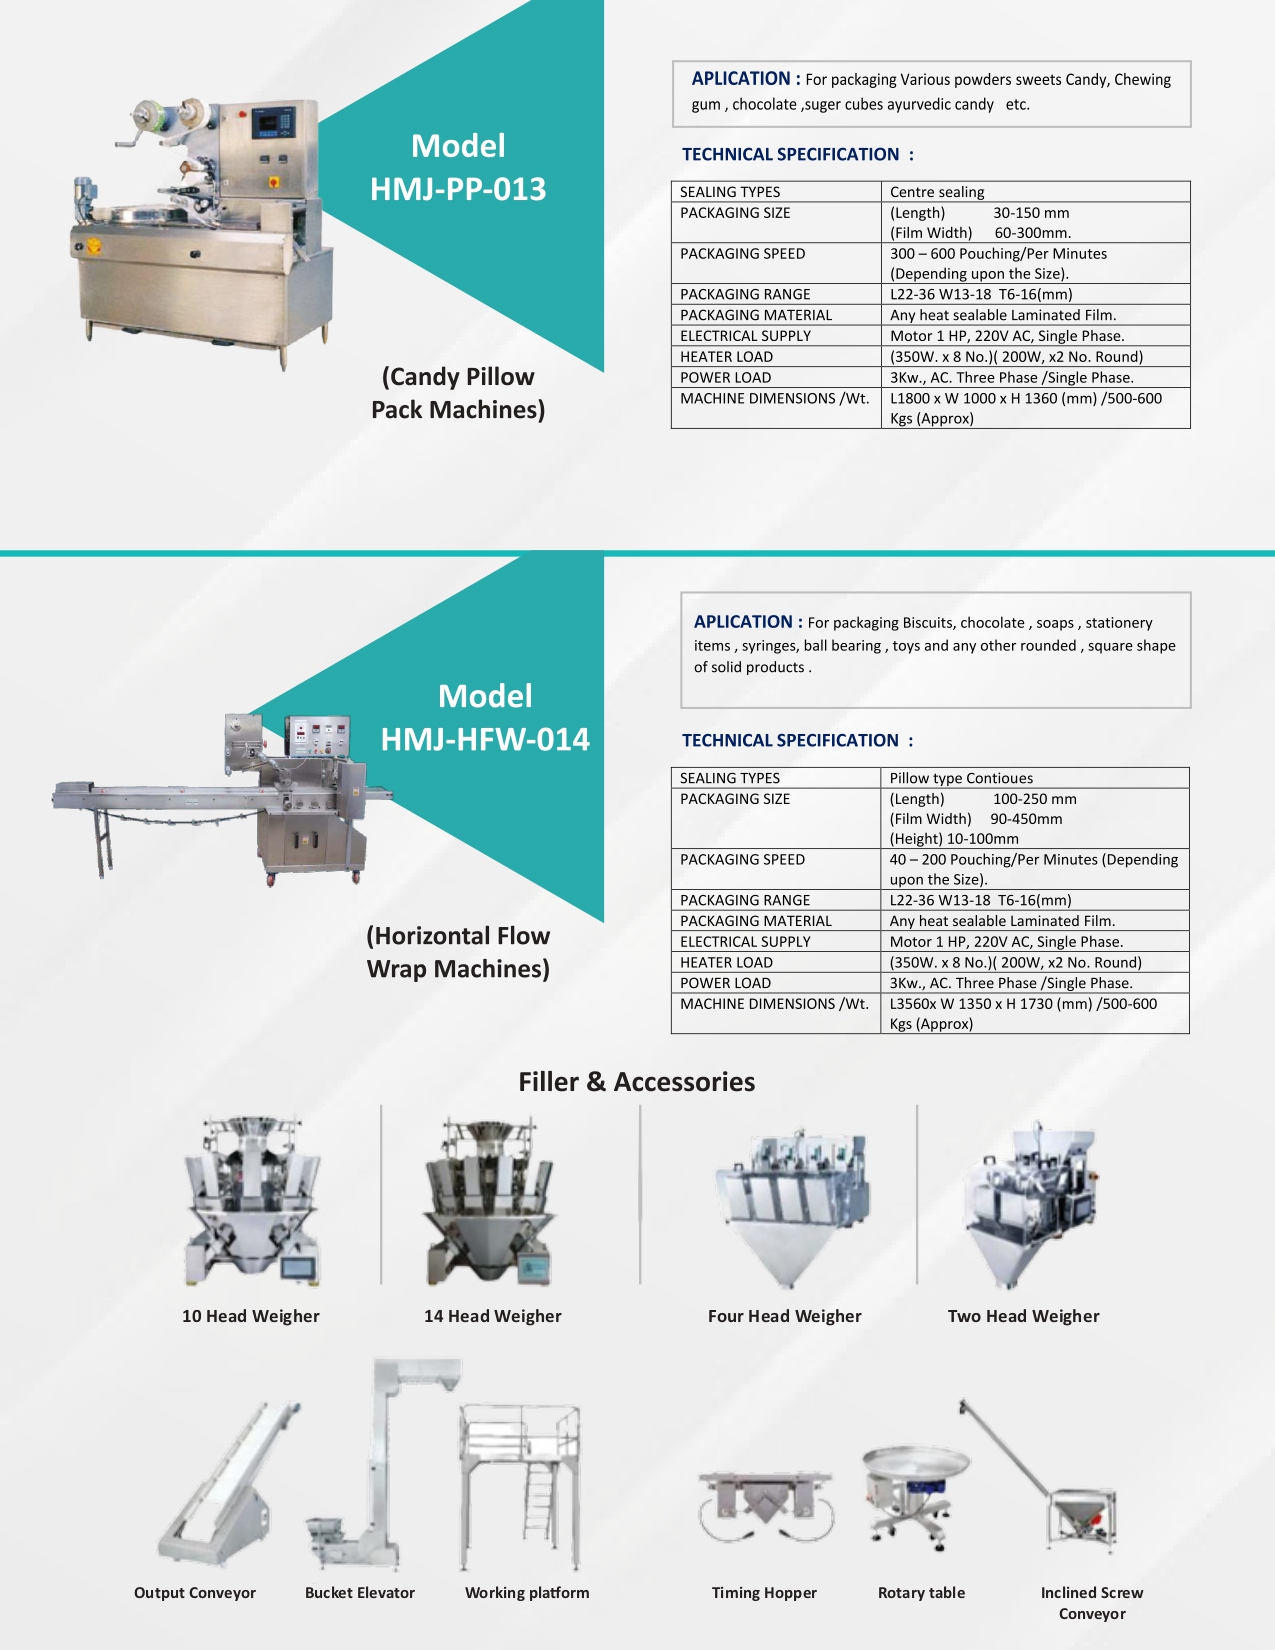 Model
HMJ-PP-013
(Candy Pillow
Pack Machines)
APLICATION : For packaging Various powders sweets Candy, Chewing
gum , chocolate ,suger cubes ayurvedic candy etc.
TECHNICAL SPECIFICATION :
SEALING TYPES Centre sealing
PACKAGING SIZE (Length) 30-150 mm
(Film Width) 60-300mm.
PACKAGING SPEED 300 – 600 Pouching/Per Minutes
(Depending upon the Size).
PACKAGING RANGE L22-36 W13-18 T6-16(mm)
PACKAGING MATERIAL Any heat sealable Laminated Film.
ELECTRICAL SUPPLY Motor 1 HP, 220V AC, Single Phase.
HEATER LOAD (350W. x 8 No.)( 200W, x2 No. Round)
POWER LOAD 3Kw., AC. Three Phase /Single Phase.
MACHINE DIMENSIONS /Wt. L1800 x W 1000 x H 1360 (mm) /500-600
Kgs (Approx)
Model
HMJ-HFW-014
(Horizontal Flow
Wrap Machines)
APLICATION : For packaging Biscuits, chocolate , soaps , stationery
items , syringes, ball bearing , toys and any other rounded , square shape
of solid products .
TECHNICAL SPECIFICATION :
SEALING TYPES Pillow type Contioues
PACKAGING SIZE (Length) 100-250 mm
(Film Width) 90-450mm
(Height) 10-100mm
PACKAGING SPEED 40 – 200 Pouching/Per Minutes (Depending
upon the Size).
PACKAGING RANGE L22-36 W13-18 T6-16(mm)
PACKAGING MATERIAL Any heat sealable Laminated Film.
ELECTRICAL SUPPLY Motor 1 HP, 220V AC, Single Phase.
HEATER LOAD (350W. x 8 No.)( 200W, x2 No. Round)
POWER LOAD 3Kw., AC. Three Phase /Single Phase.
MACHINE DIMENSIONS /Wt. L3560x W 1350 x H 1730 (mm) /500-600
Kgs (Approx)
Filler & Accessories
10 Head Weigher
14 Head Weigher
Four Head Weigher
Two Head Weigher
Output Conveyor
Bucket Elevator
Working platform
Timing Hopper
Rotary table
Inclined Screw
Conveyor